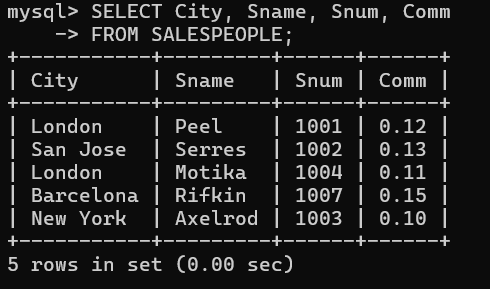 mysql> SELECT City, Sname, Snum, Comm
    -> FROM SALESPEOPLE;
+-----------+---------+------+------+
| City      | Sname   | Snum | Comm |
+-----------+---------+------+------+
| London    | Peel    | 1001 | 0.12 |
| San Jose  | Serres  | 1002 | 0.13 |
| London    | Motika  | 1004 | 0.11 |
| Barcelona | Rifkin  | 1007 | 0.15 |
| New York  | Axelrod | 1003 | 0.10 |
+-----------+---------+------+------+
5 rows in set (0.00 sec)